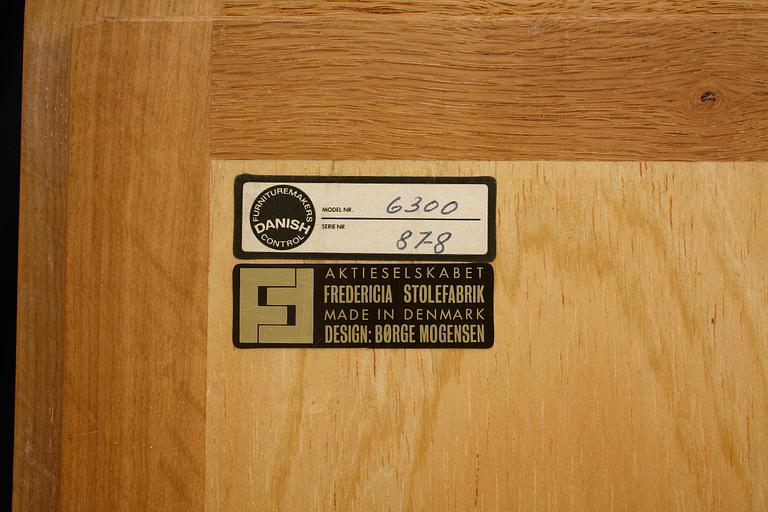 FURNITUREMAKERS
DANISH
CONTROL
MODEL NR. 6300
SERIE NR 87-8
AKTIESELSKABET
FREDERICIA STOLEFABRIK
MADE IN DENMARK
DESIGN: BØRGE MOGENSEN